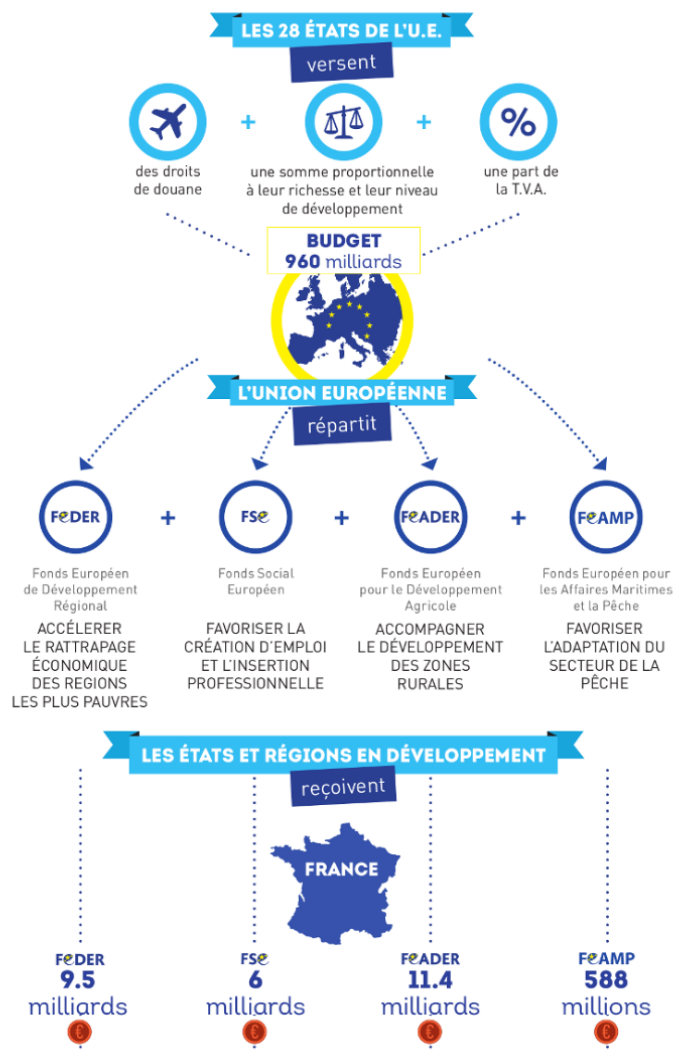 LES 28 ÉTATS DE L'U.E.
versent
+
+
%
des droits
de douane
une somme proportionnelle
à leur richesse et leur niveau
de développement
une part de
la T.V.A.
BUDGET
960 milliards
L'UNION EUROPÉENNE
répartit
FeDER
+
FSe
+
FeADER
+
FeAMP
Fonds Européen
de Développement
Régional
ACCÉLERER
LE RATTRAPAGE
ÉCONOMIQUE
DES REGIONS
LES PLUS PAUVRES
Fonds Social
Européen
FAVORISER LA
CRÉATION D'EMPLOI
ET L'INSERTION
PROFESSIONNELLE
Fonds Européen
pour le Développement
Agricole
ACCOMPAGNER
LE DÉVELOPPEMENT
DES ZONES
RURALES
Fonds Européen pour
les Affaires Maritimes
et la Pêche
FAVORISER
L'ADAPTATION DU
SECTEUR DE LA
PÊCHE
LES ÉTATS ET RÉGIONS EN DÉVELOPPEMENT
reçoivent
FRANCE
FeDER
9.5
milliards
€
FSe
6
milliards
€
FeADER
11.4
milliards
€
FeAMP
588
millions
€